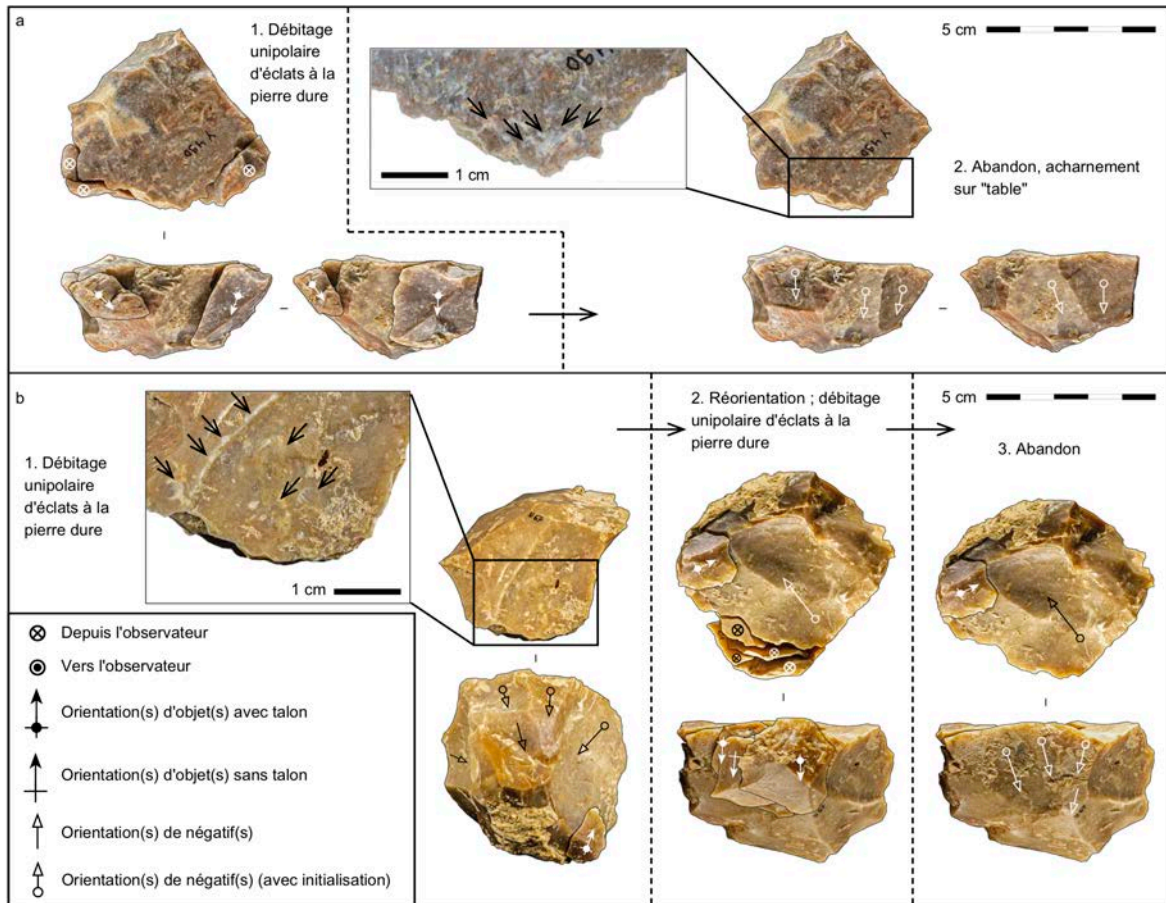 a
1. Débitage
unipolaire
d'éclats à la
pierre dure
1 cm
5 cm
2. Abandon, acharnement
sur "table"
b
1. Débitage
unipolaire
d'éclats à la
pierre dure
1 cm
2. Réorientation ; débitage
unipolaire d'éclats à la
pierre dure
5 cm
3. Abandon
Depuis l'observateur
Vers l'observateur
Orientation(s) d'objet(s) avec talon
Orientation(s) d'objet(s) sans talon
Orientation(s) de négatif(s)
Orientation(s) de négatif(s) (avec initialisation)